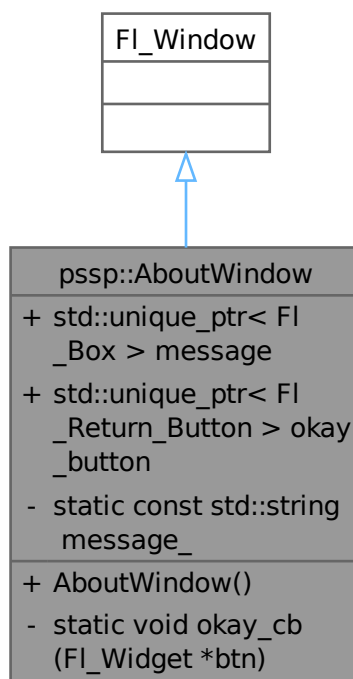 Fl_Window
pssp::AboutWindow
+ std::unique_ptr< Fl
_Box > message
+ std::unique_ptr< Fl
_Return_Button > okay
_button
- static const std::string
message_
+ AboutWindow()
- static void okay_cb
(Fl_Widget *btn)